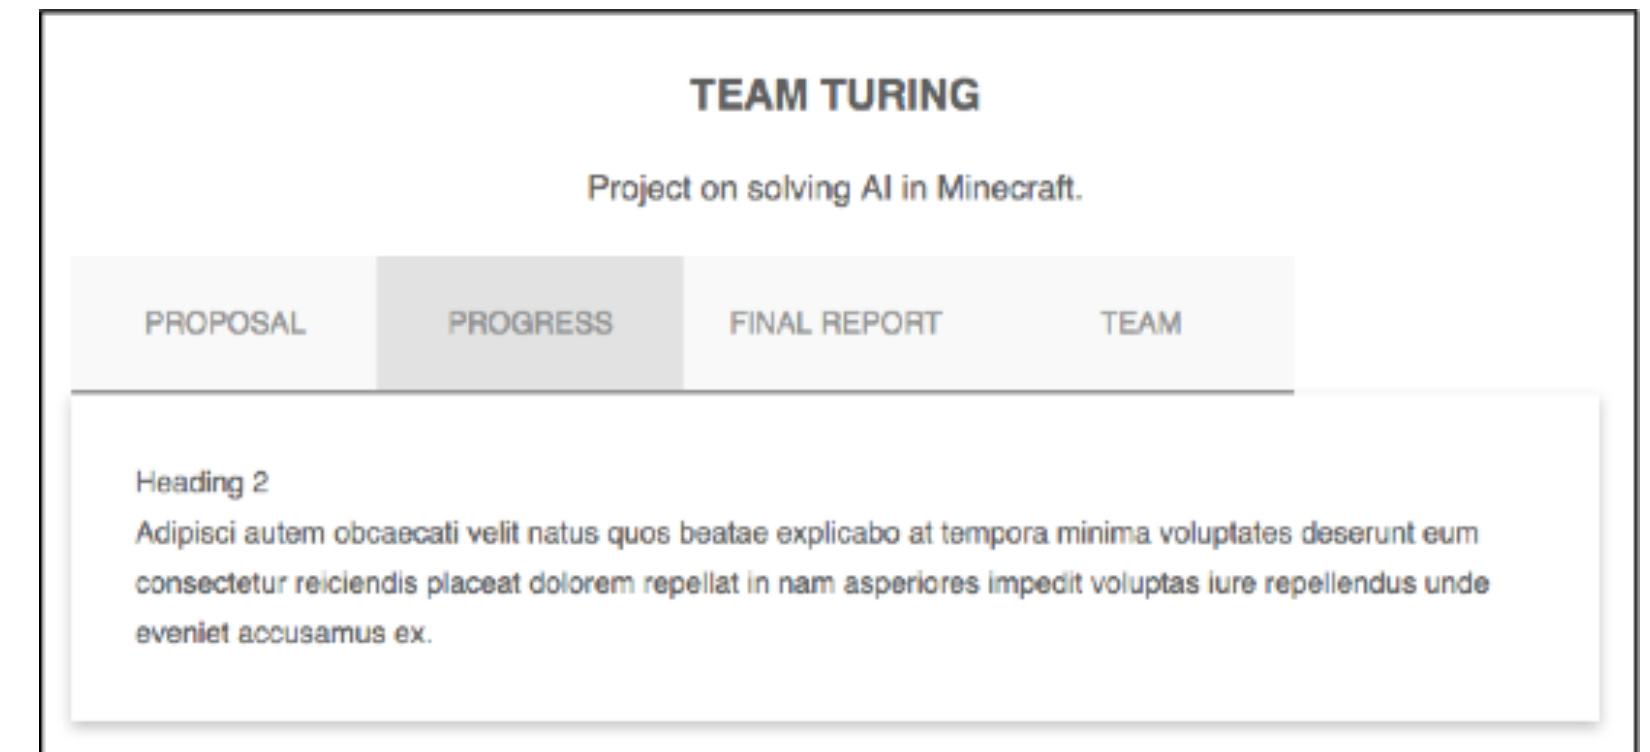 TEAM TURING
Project on solving AI in Minecraft.
PROPOSAL PROGRESS FINAL REPORT TEAM
Heading 2
Adipisci autem obcaecati velit natus quos beatae explicabo at tempora minima voluptates deserunt eum
consectetur reiciendis placeat dolorem repellat in nam asperiores impedit voluptas iure repellendus unde
eveniet accusamus ex.